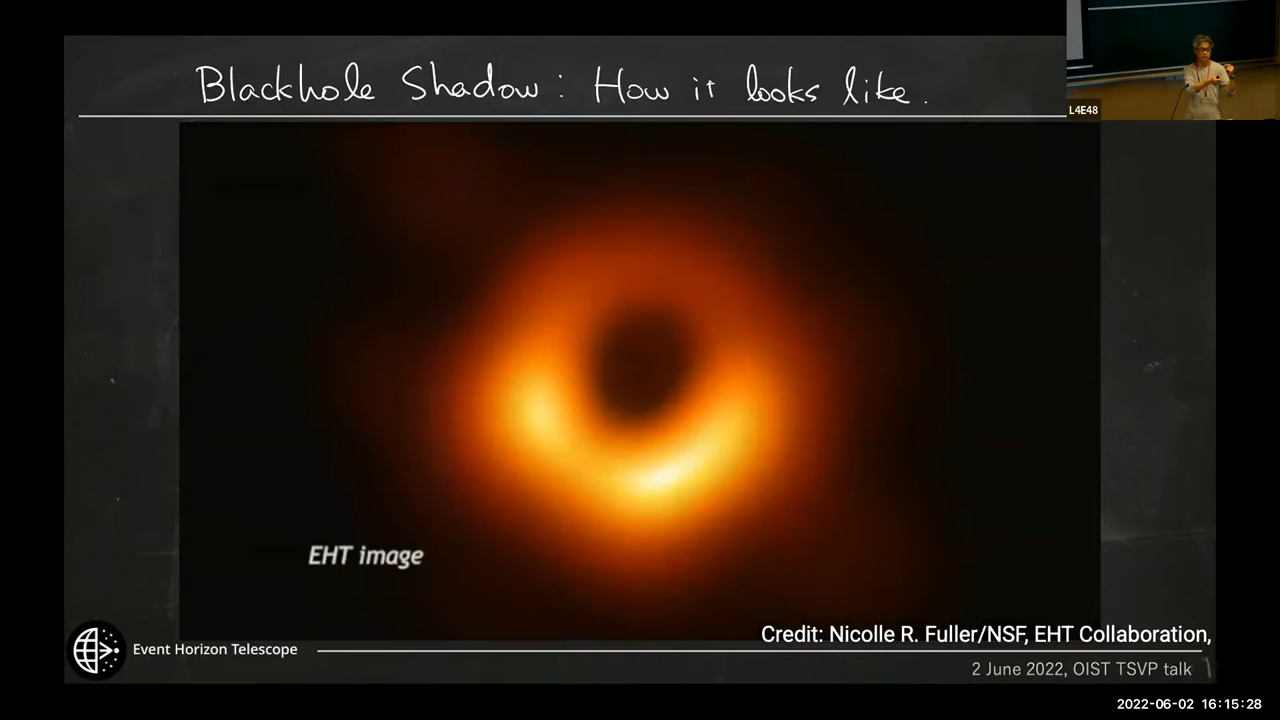 Blackhole Shadow : How it looks like.
L4E48
EHT image
Credit: Nicolle R. Fuller/NSF, EHT Collaboration,
Event Horizon Telescope
2 June 2022, OIST TSVP talk
2022-06-02 16:15:28